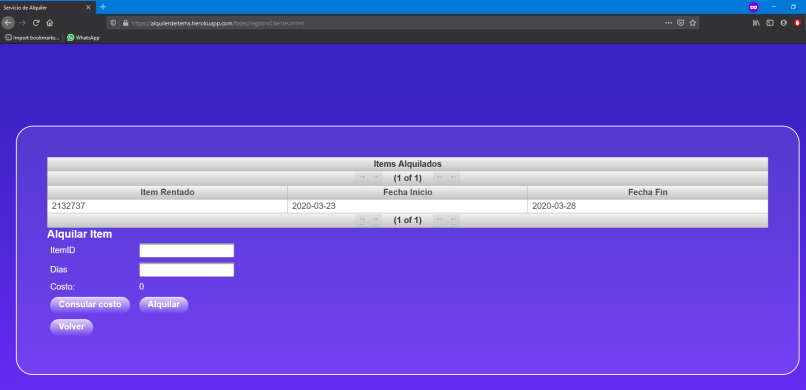 Servicio de Alquiler
https://alquilerdeitems.herokuapp.com/faces/registroCliente.xhtml
Import bookmarks... WhatsApp
Items Alquilados
(1 of 1)
Item Rentado Fecha Inicio Fecha Fin
2132737 2020-03-23 2020-03-28
(1 of 1)
Alquilar Item
ItemID
Dias
Costo: 0
Consular costo Alquilar
Volver